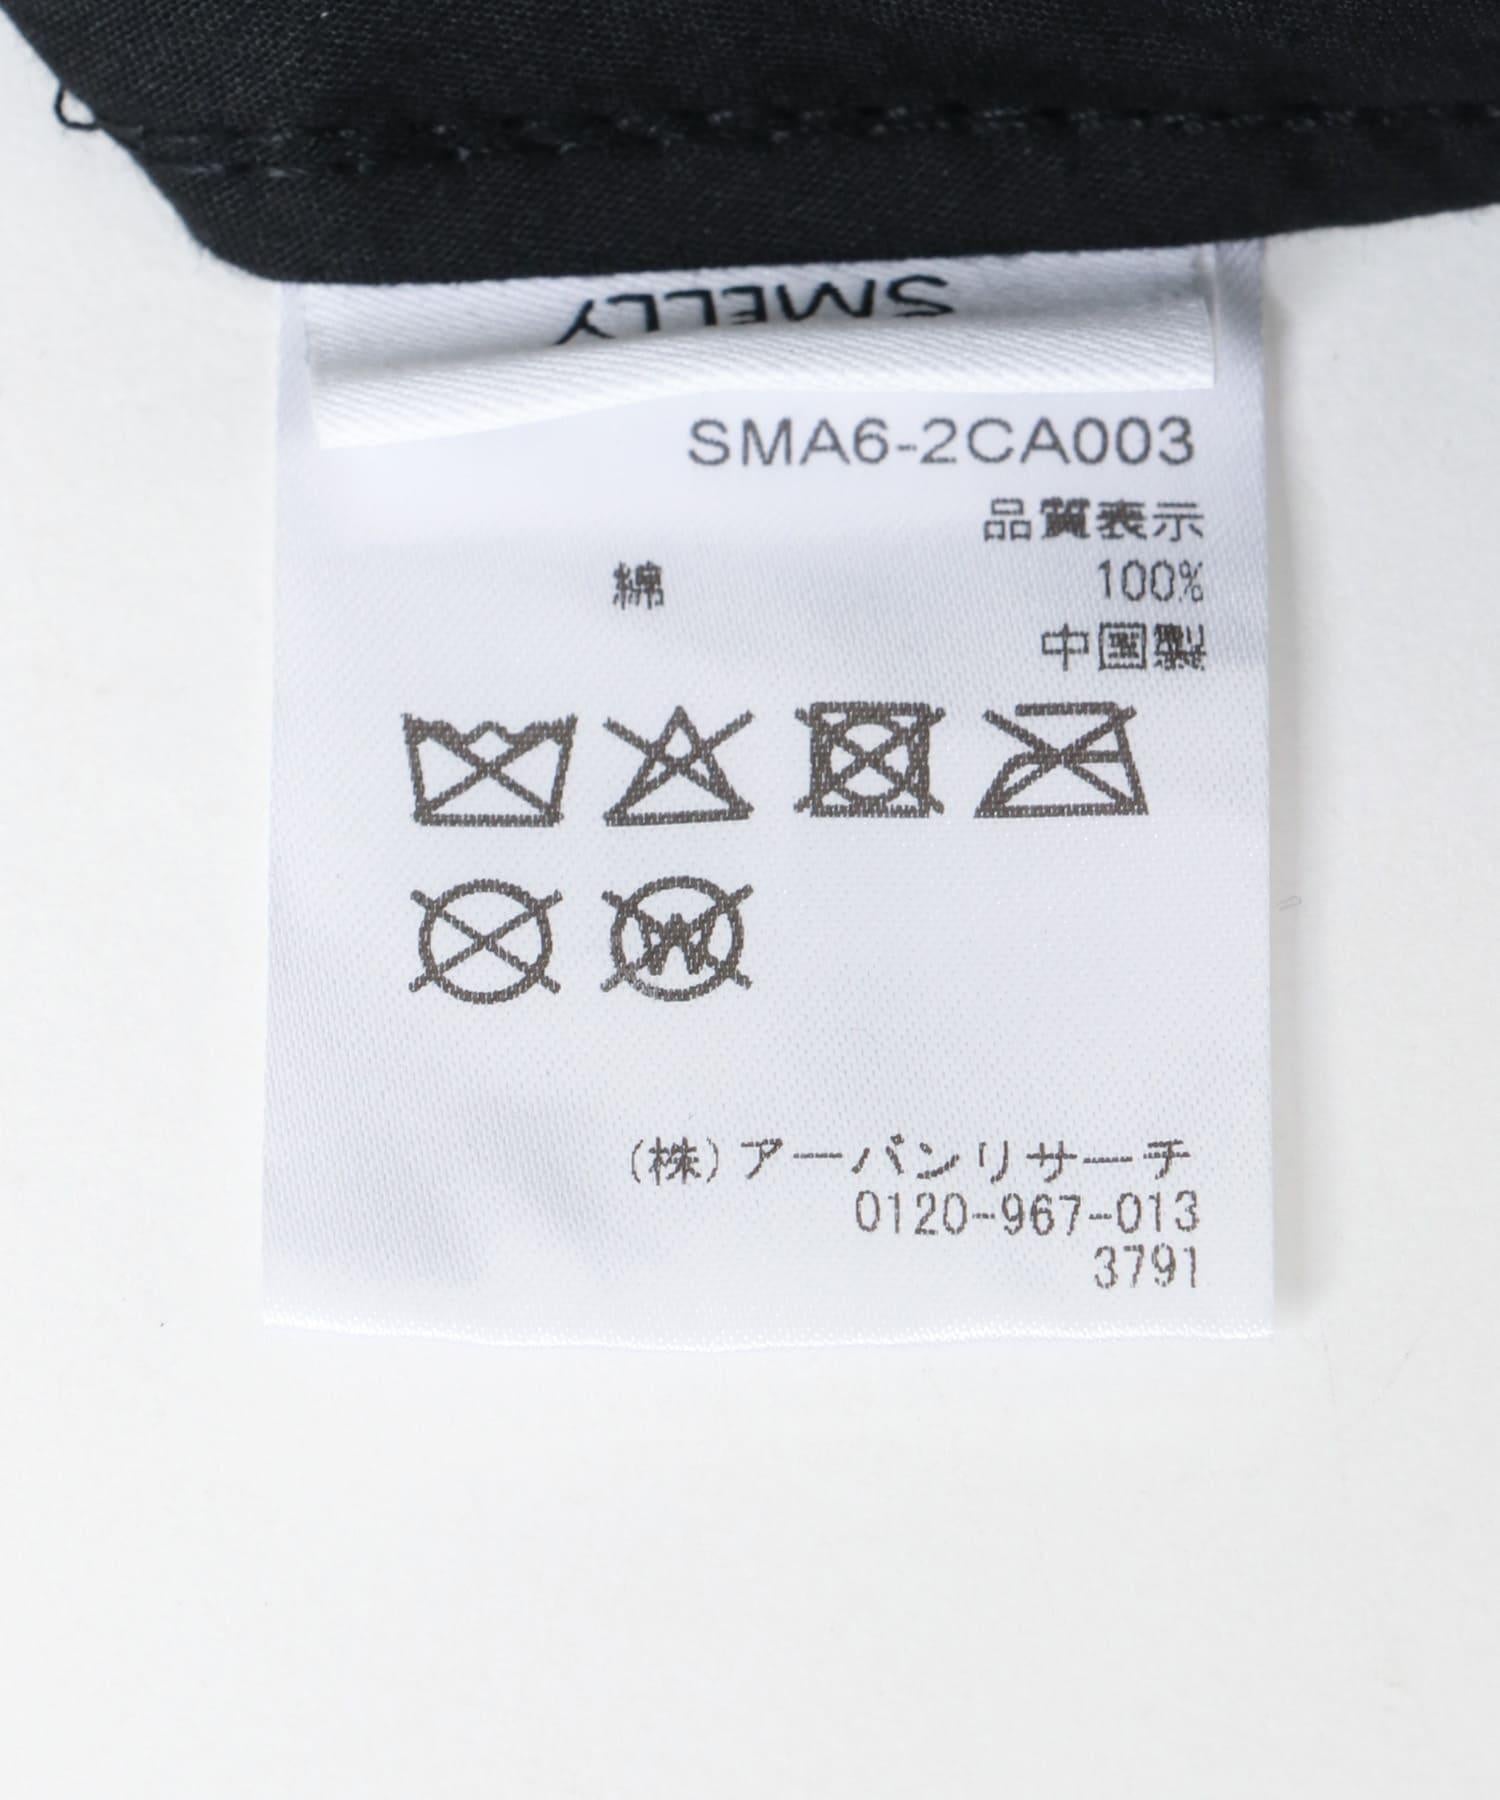 SMELLY
SMA6-2CA003
品質表示
綿 100%
中国製
(株)アーバンリサーチ
0120-967-013
3791